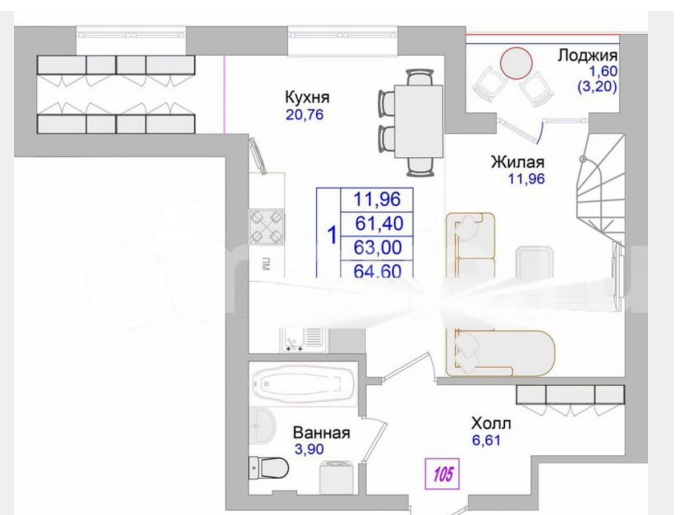 Лоджия
1,60
(3,20)
Кухня
20,76
Жилая
11,96
1
11,96
61,40
63,00
64,60
ПМ
Ванная
3,90
Холл
6,61
105